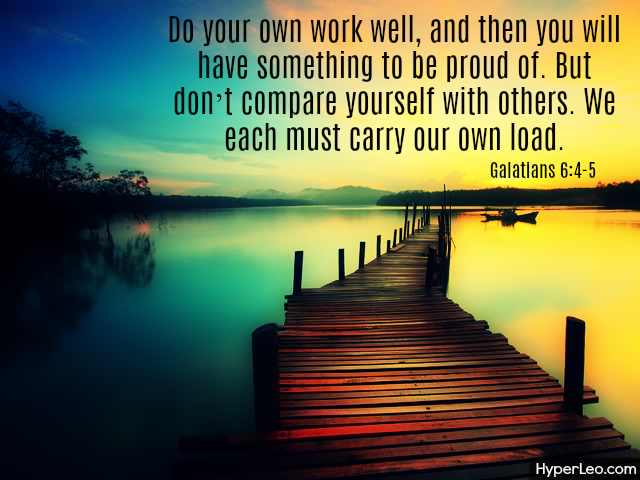 Do your own work well, and then you will
have something to be proud of. But
don't compare yourself with others. We
each must carry our own load.
Galatians 6:4-5
HyperLeo.com